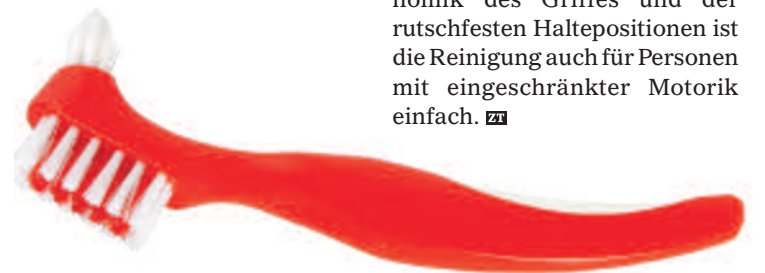 nomik des Griffes und der
rutschfesten Haltepositionen ist
die Reinigung auch für Personen
mit eingeschränkter Motorik
einfach. ZT